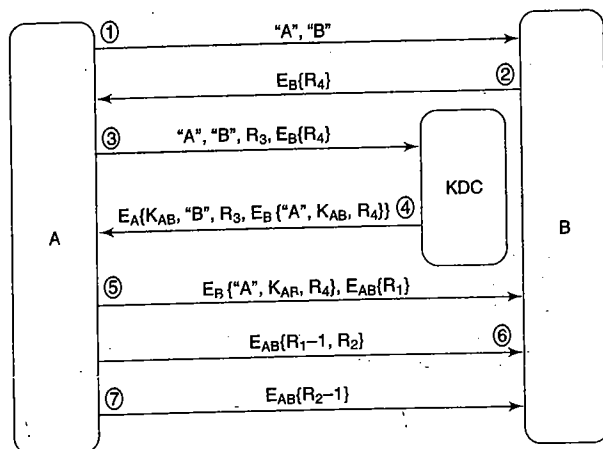 ① "A", "B"
E_B{R_4} ②
③ "A", "B", R_3, E_B{R_4}
KDC
E_A{K_AB, "B", R_3, E_B {"A", K_AB, R_4}} ④
A
B
⑤ E_B {"A", K_AB, R_4}, E_AB{R_1}
E_AB{R_1–1, R_2} ⑥
⑦ E_AB{R_2–1}